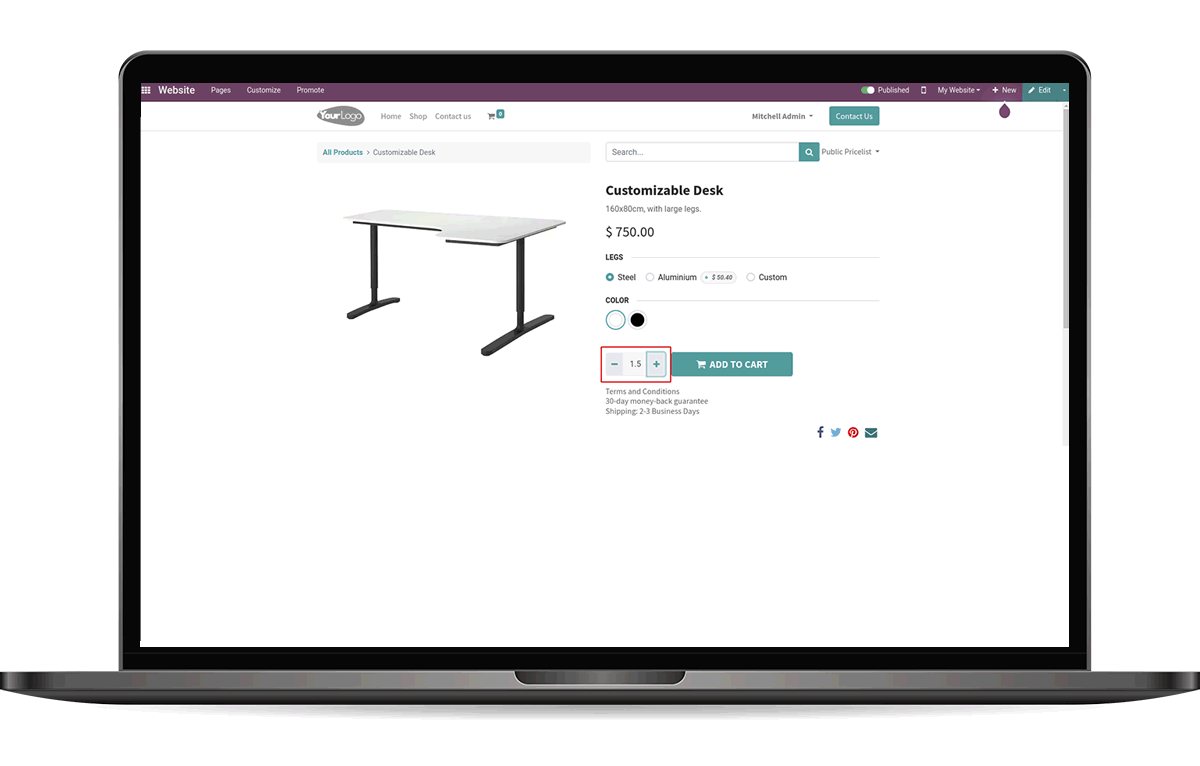 Website Pages Customize Promote Published My Website + New Edit
YourLogo Home Shop Contact us 0 Mitchell Admin Contact Us
All Products > Customizable Desk Search... Public Pricelist
Customizable Desk
160x80cm, with large legs.
$ 750.00
LEGS
Steel Aluminium + $ 50.40 Custom
COLOR
− 1.5 + ADD TO CART
Terms and Conditions
30-day money-back guarantee
Shipping: 2-3 Business Days